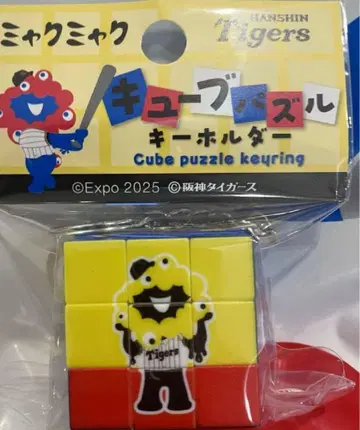 ミャクミャク
HANSHIN
Tigers
キューブパズル
キーホルダー
Cube puzzle keyring
©Expo 2025 ©阪神タイガース
Tigers